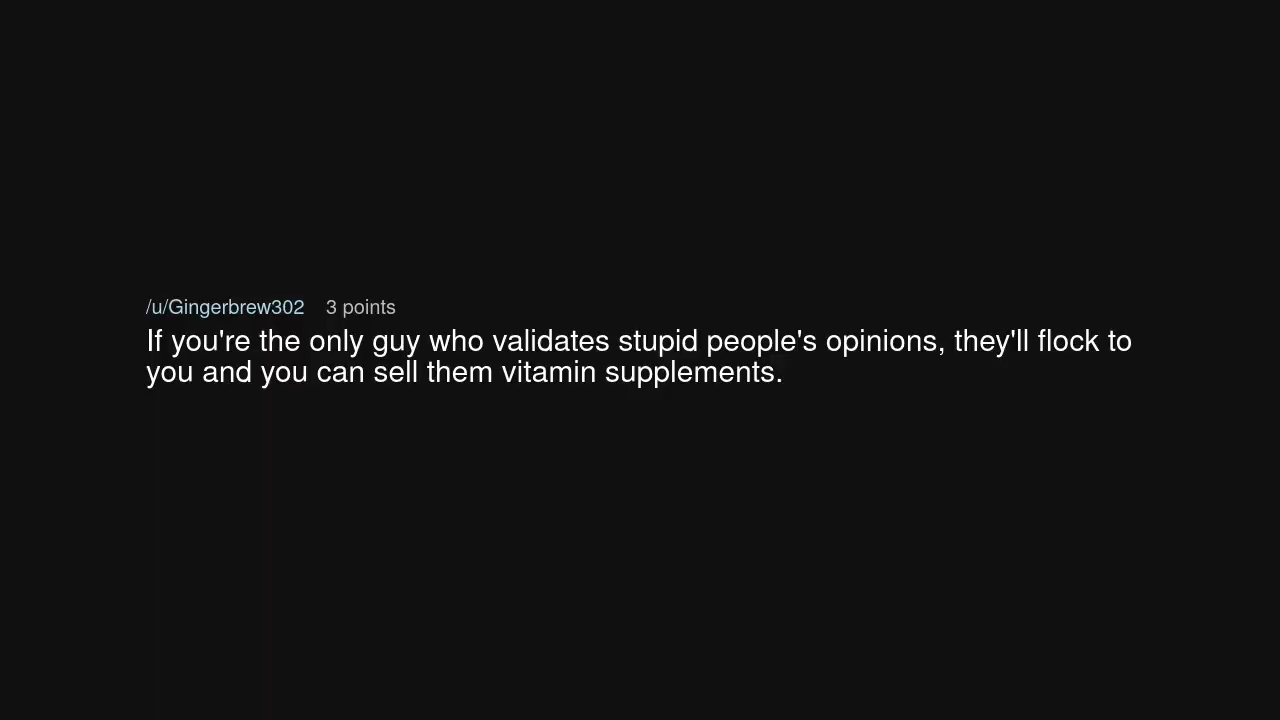 /u/Gingerbrew302 3 points
If you're the only guy who validates stupid people's opinions, they'll flock to
you and you can sell them vitamin supplements.